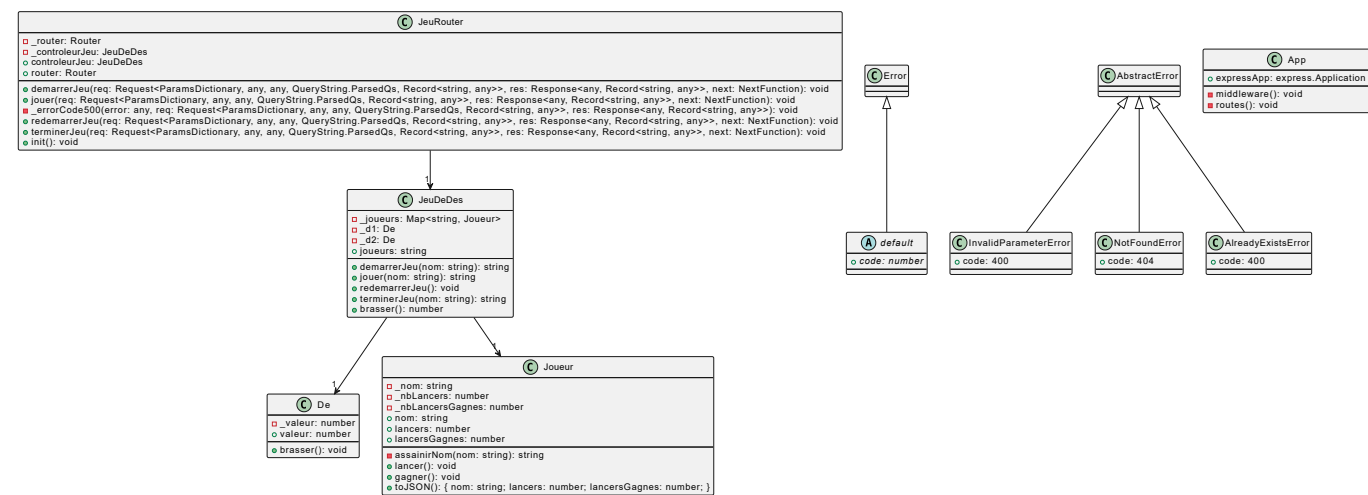 C JeuRouter
_router: Router
_controleurJeu: JeuDeDes
controleurJeu: JeuDeDes
router: Router
demarrerJeu(req: Request<ParamsDictionary, any, any, QueryString.ParsedQs, Record<string, any>>, res: Response<any, Record<string, any>>, next: NextFunction): void
jouer(req: Request<ParamsDictionary, any, any, QueryString.ParsedQs, Record<string, any>>, res: Response<any, Record<string, any>>, next: NextFunction): void
_errorCode500(error: any, req: Request<ParamsDictionary, any, any, QueryString.ParsedQs, Record<string, any>>, res: Response<any, Record<string, any>>): void
redemarrerJeu(req: Request<ParamsDictionary, any, any, QueryString.ParsedQs, Record<string, any>>, res: Response<any, Record<string, any>>, next: NextFunction): void
terminerJeu(req: Request<ParamsDictionary, any, any, QueryString.ParsedQs, Record<string, any>>, res: Response<any, Record<string, any>>, next: NextFunction): void
init(): void
1
C JeuDeDes
_joueurs: Map<string, Joueur>
_d1: De
_d2: De
joueurs: string
demarrerJeu(nom: string): string
jouer(nom: string): string
redemarrerJeu(): void
terminerJeu(nom: string): string
brasser(): number
1
1
C De
_valeur: number
valeur: number
brasser(): void
C Joueur
_nom: string
_nbLancers: number
_nbLancersGagnes: number
nom: string
lancers: number
lancersGagnes: number
assainirNom(nom: string): string
lancer(): void
gagner(): void
toJSON(): { nom: string; lancers: number; lancersGagnes: number; }
C Error
A default
code: number
C AbstractError
C InvalidParameterError
code: 400
C NotFoundError
code: 404
C AlreadyExistsError
code: 400
C App
expressApp: express.Application
middleware(): void
routes(): void